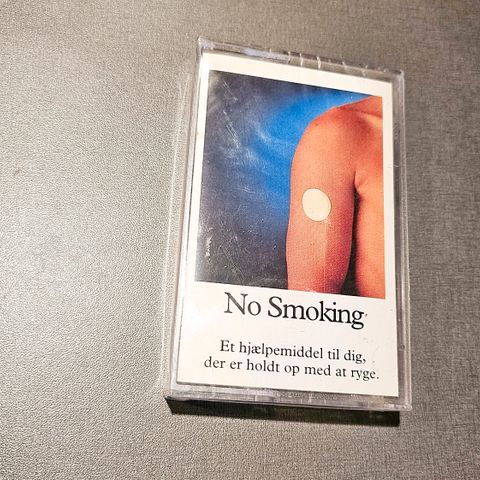 No Smoking
Et hjælpemiddel til dig,
der er holdt op med at ryge.